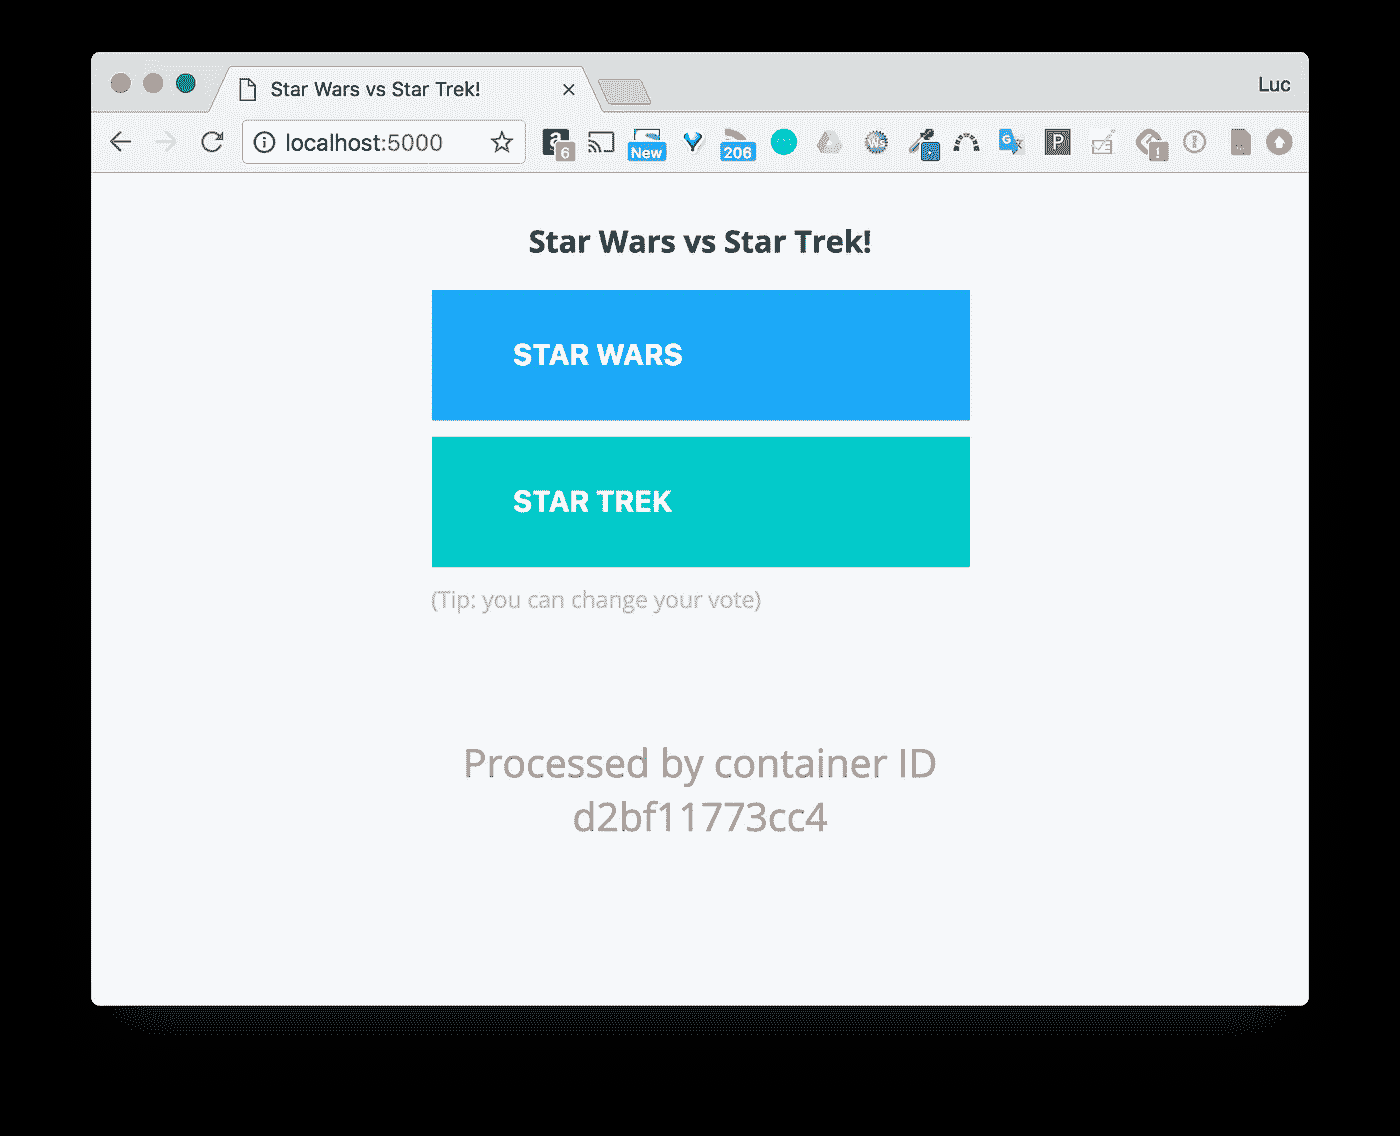 Star Wars vs Star Trek!
Luc
localhost:5000
6
New
206
P
Star Wars vs Star Trek!
STAR WARS
STAR TREK
(Tip: you can change your vote)
Processed by container ID
d2bf11773cc4